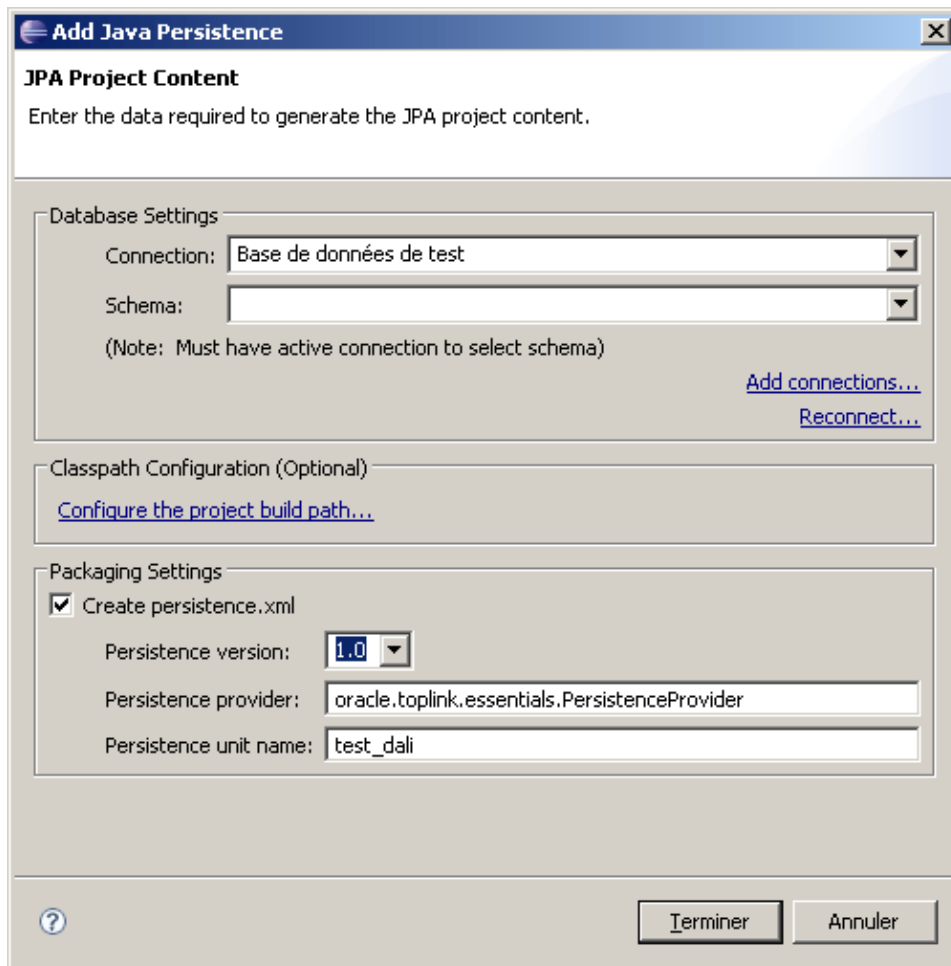 Add Java Persistence
JPA Project Content
Enter the data required to generate the JPA project content.
Database Settings
Connection: Base de données de test
Schema:
(Note: Must have active connection to select schema)
Add connections...
Reconnect...
Classpath Configuration (Optional)
Configure the project build path...
Packaging Settings
Create persistence.xml
Persistence version: 1.0
Persistence provider: oracle.toplink.essentials.PersistenceProvider
Persistence unit name: test_dali
? Terminer Annuler